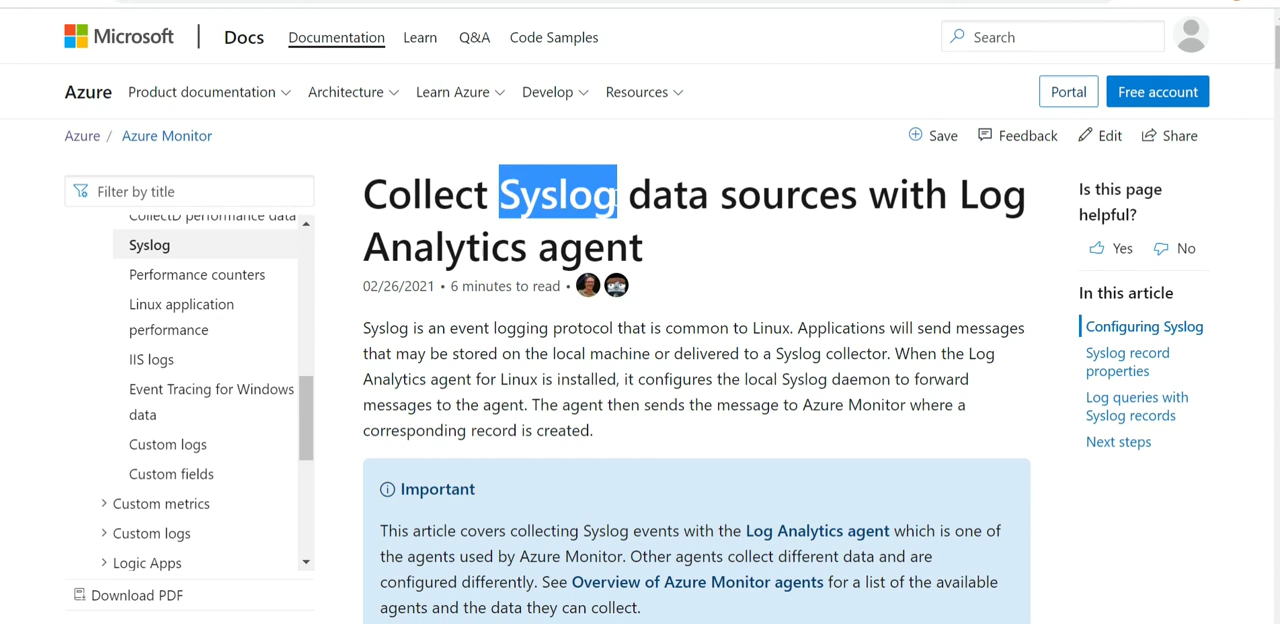 Microsoft | Docs Documentation Learn Q&A Code Samples Search
Azure Product documentation Architecture Learn Azure Develop Resources Portal Free account
Azure / Azure Monitor Save Feedback Edit Share
Filter by title
CollectD performance data
Syslog
Performance counters
Linux application
performance
IIS logs
Event Tracing for Windows
data
Custom logs
Custom fields
Custom metrics
Custom logs
Logic Apps
Download PDF
Collect Syslog data sources with Log
Analytics agent
02/26/2021 • 6 minutes to read •
Syslog is an event logging protocol that is common to Linux. Applications will send messages
that may be stored on the local machine or delivered to a Syslog collector. When the Log
Analytics agent for Linux is installed, it configures the local Syslog daemon to forward
messages to the agent. The agent then sends the message to Azure Monitor where a
corresponding record is created.
Important
This article covers collecting Syslog events with the Log Analytics agent which is one of
the agents used by Azure Monitor. Other agents collect different data and are
configured differently. See Overview of Azure Monitor agents for a list of the available
agents and the data they can collect.
Is this page
helpful?
Yes No
In this article
Configuring Syslog
Syslog record
properties
Log queries with
Syslog records
Next steps